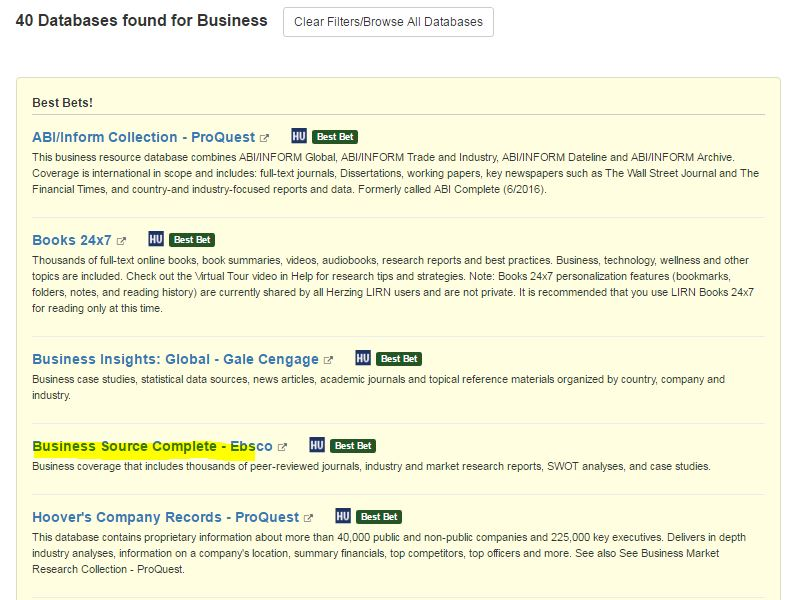 40 Databases found for Business Clear Filters/Browse All Databases
Best Bets!
ABI/Inform Collection - ProQuest HU Best Bet
This business resource database combines ABI/INFORM Global, ABI/INFORM Trade and Industry, ABI/INFORM Dateline and ABI/INFORM Archive.
Coverage is international in scope and includes: full-text journals, Dissertations, working papers, key newspapers such as The Wall Street Journal and The
Financial Times, and country-and industry-focused reports and data. Formerly called ABI Complete (6/2016).
Books 24x7 HU Best Bet
Thousands of full-text online books, book summaries, videos, audiobooks, research reports and best practices. Business, technology, wellness and other
topics are included. Check out the Virtual Tour video in Help for research tips and strategies. Note: Books 24x7 personalization features (bookmarks,
folders, notes, and reading history) are currently shared by all Herzing LIRN users and are not private. It is recommended that you use LIRN Books 24x7
for reading only at this time.
Business Insights: Global - Gale Cengage HU Best Bet
Business case studies, statistical data sources, news articles, academic journals and topical reference materials organized by country, company and
industry.
Business Source Complete - Ebsco HU Best Bet
Business coverage that includes thousands of peer-reviewed journals, industry and market research reports, SWOT analyses, and case studies.
Hoover's Company Records - ProQuest HU Best Bet
This database contains proprietary information about more than 40,000 public and non-public companies and 225,000 key executives. Delivers in depth
industry analyses, information on a company's location, summary financials, top competitors, top officers and more. See also See Business Market
Research Collection - ProQuest.